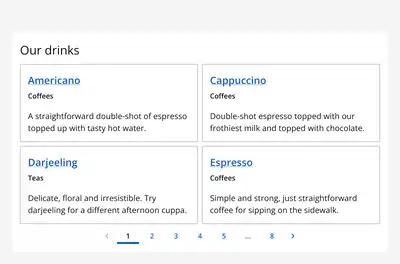 Our drinks
Americano
Coffees
A straightforward double-shot of espresso
topped up with tasty hot water.
Cappuccino
Coffees
Double-shot espresso topped with our
frothiest milk and topped with chocolate.
Darjeeling
Teas
Delicate, floral and irresistible. Try
darjeeling for a different afternoon cuppa.
Espresso
Coffees
Simple and strong, just straightforward
coffee for sipping on the sidewalk.
‹ 1 2 3 4 5 ... 8 ›